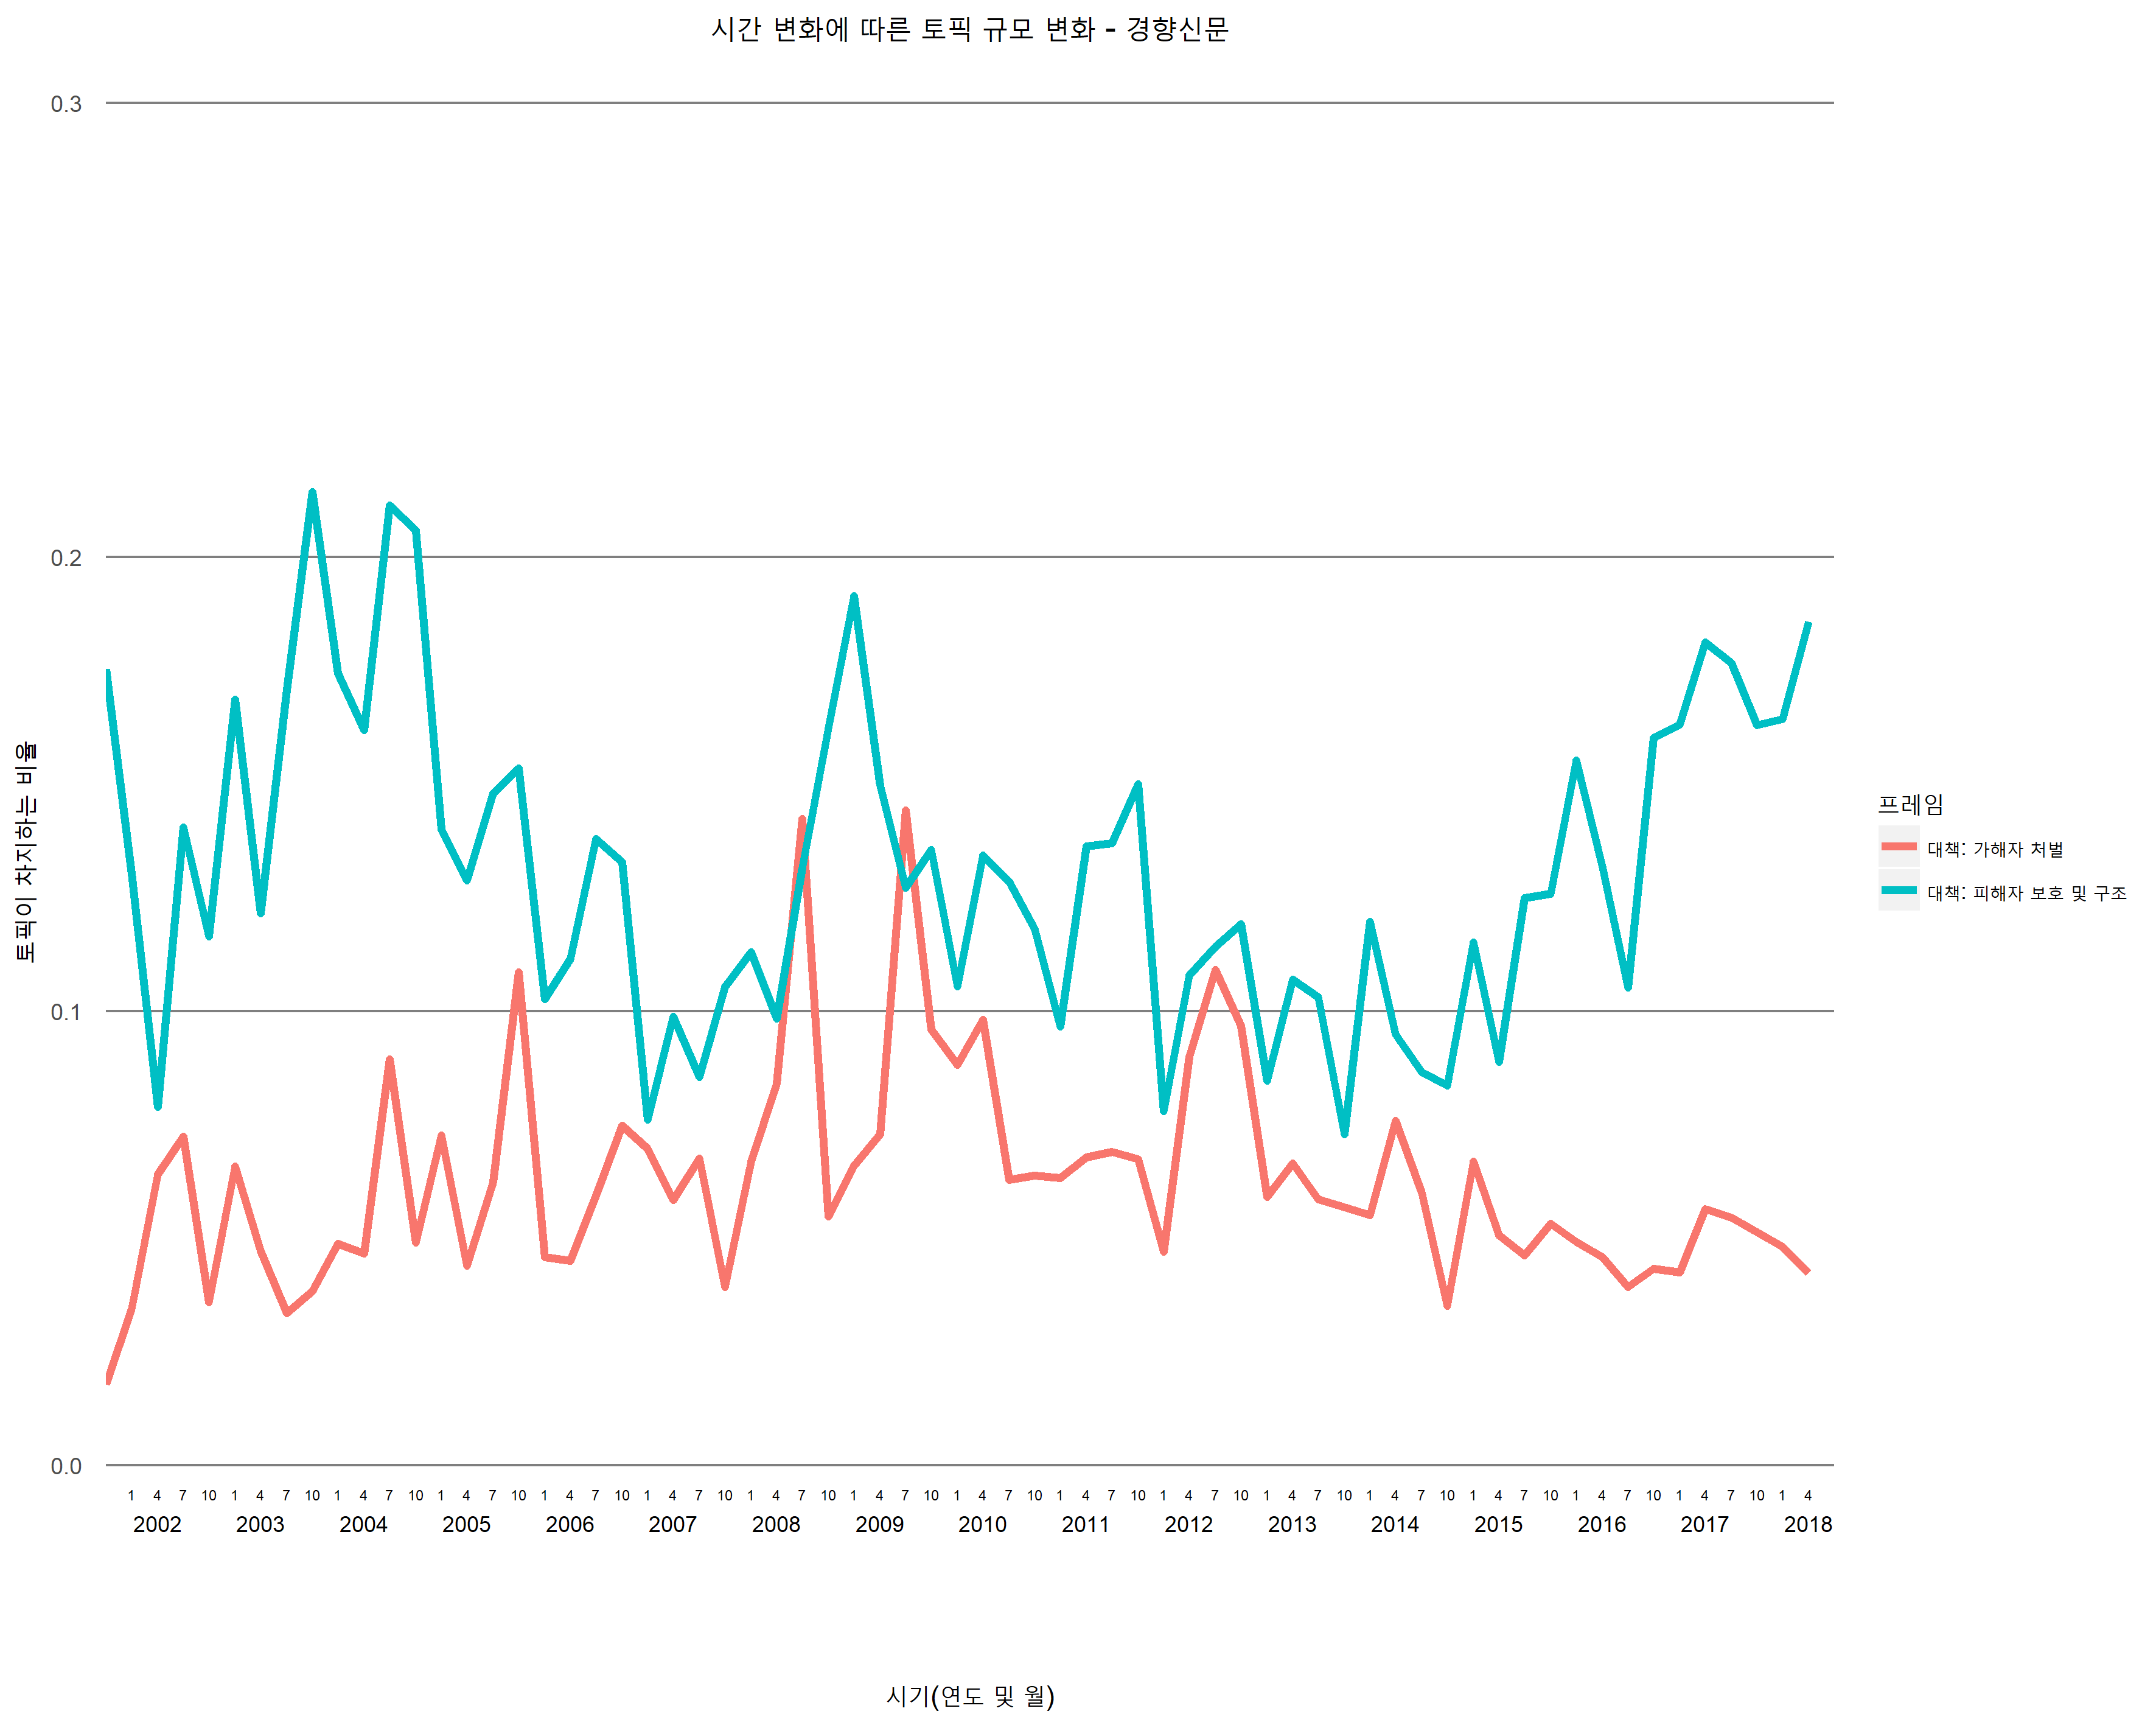 시간 변화에 따른 토픽 규모 변화 - 경향신문
0.3
0.2
0.1
0.0
토픽이 차지하는 비율
1 4 7 10 1 4 7 10 1 4 7 10 1 4 7 10 1 4 7 10 1 4 7 10 1 4 7 10 1 4 7 10 1 4 7 10 1 4 7 10 1 4 7 10 1 4 7 10 1 4 7 10 1 4 7 10 1 4 7 10 1 4 7 10 1 4
2002 2003 2004 2005 2006 2007 2008 2009 2010 2011 2012 2013 2014 2015 2016 2017 2018
시기(연도 및 월)
프레임
대책: 가해자 처벌
대책: 피해자 보호 및 구조